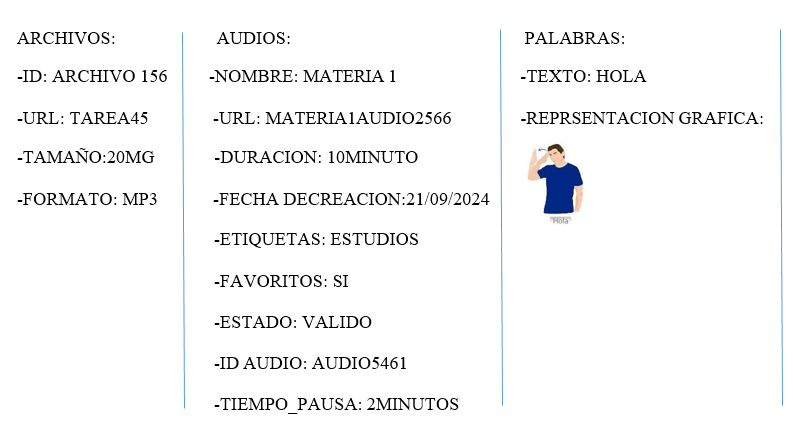 ARCHIVOS:
-ID: ARCHIVO 156
-URL: TAREA45
-TAMAÑO:20MG
-FORMATO: MP3
AUDIOS:
-NOMBRE: MATERIA 1
-URL: MATERIA1AUDIO2566
-DURACION: 10MINUTO
-FECHA DECREACION:21/09/2024
-ETIQUETAS: ESTUDIOS
-FAVORITOS: SI
-ESTADO: VALIDO
-ID AUDIO: AUDIO5461
-TIEMPO_PAUSA: 2MINUTOS
PALABRAS:
-TEXTO: HOLA
-REPRSENTACION GRAFICA:
Hola